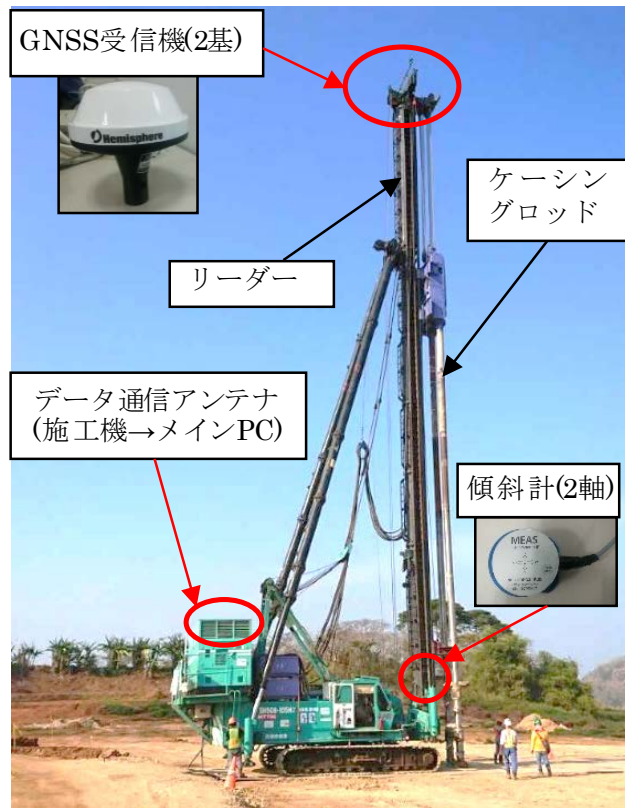 GNSS受信機(2基)
Hemisphere
ケーシン
グロッド
リーダー
データ通信アンテナ
(施工機→メインPC)
傾斜計(2軸)
MEAS